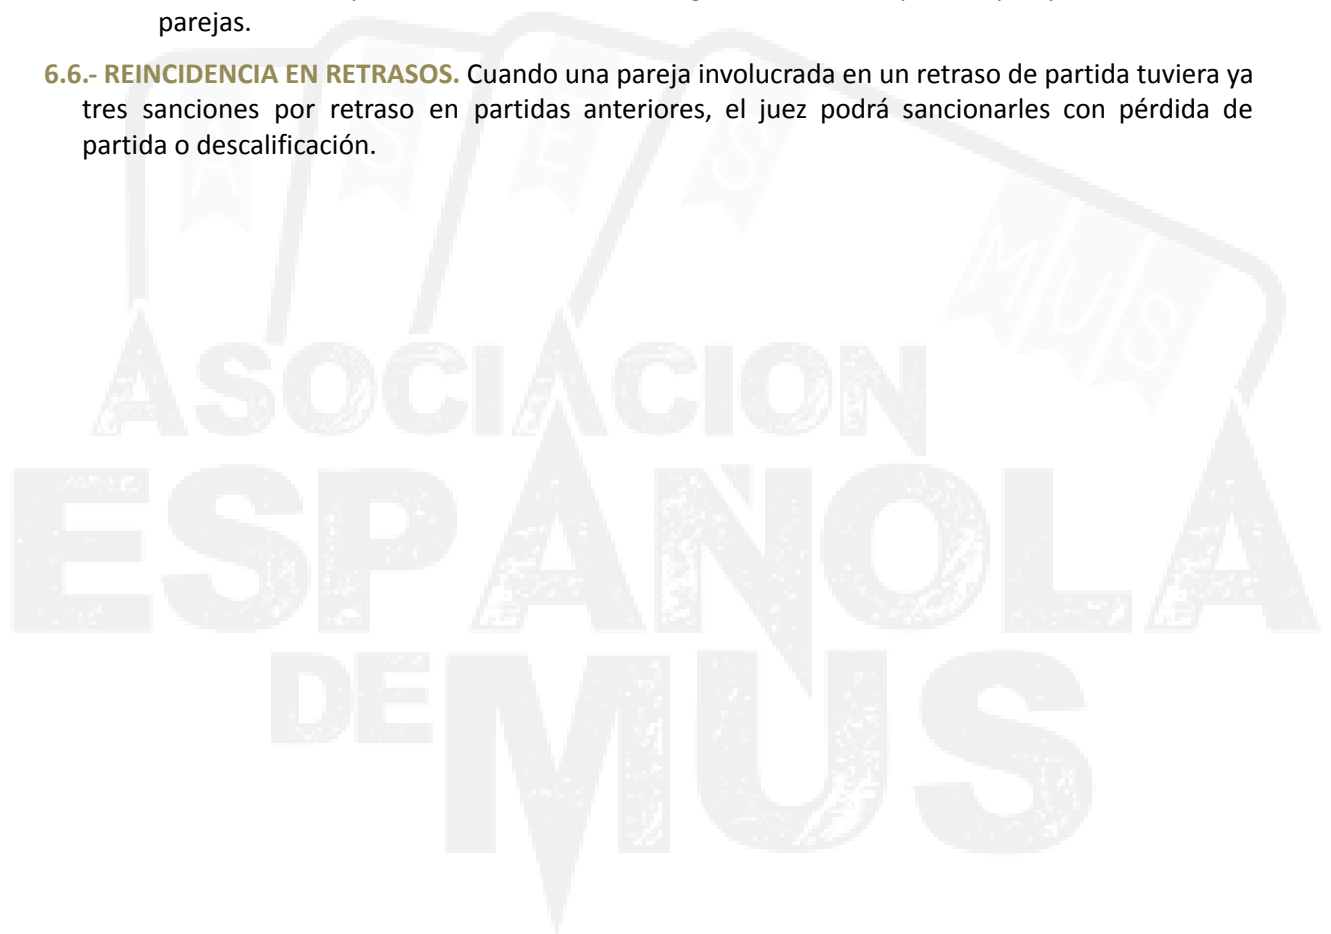 parejas.
6.6.- REINCIDENCIA EN RETRASOS. Cuando una pareja involucrada en un retraso de partida tuviera ya
tres sanciones por retraso en partidas anteriores, el juez podrá sancionarles con pérdida de
partida o descalificación.
A S E S MUS
ASOCIACION
ESPAÑOLA
DE MUS